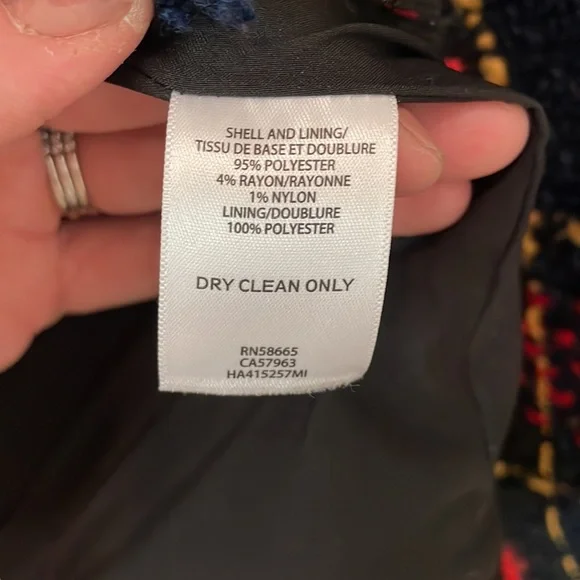 SHELL AND LINING/
TISSU DE BASE ET DOUBLURE
95% POLYESTER
4% RAYON/RAYONNE
1% NYLON
LINING/DOUBLURE
100% POLYESTER
DRY CLEAN ONLY
RN58665
CA57963
HA415257MI